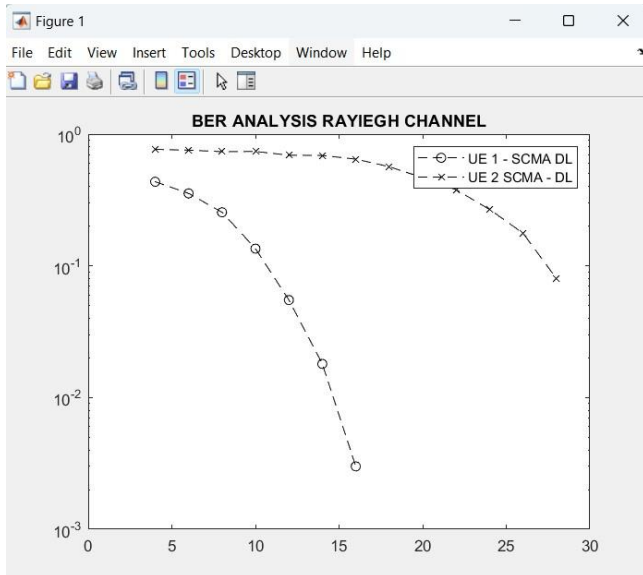 Figure 1
File Edit View Insert Tools Desktop Window Help
BER ANALYSIS RAYIEGH CHANNEL
UE 1 - SCMA DL
UE 2 SCMA - DL
10^0
10^-1
10^-2
10^-3
0 5 10 15 20 25 30